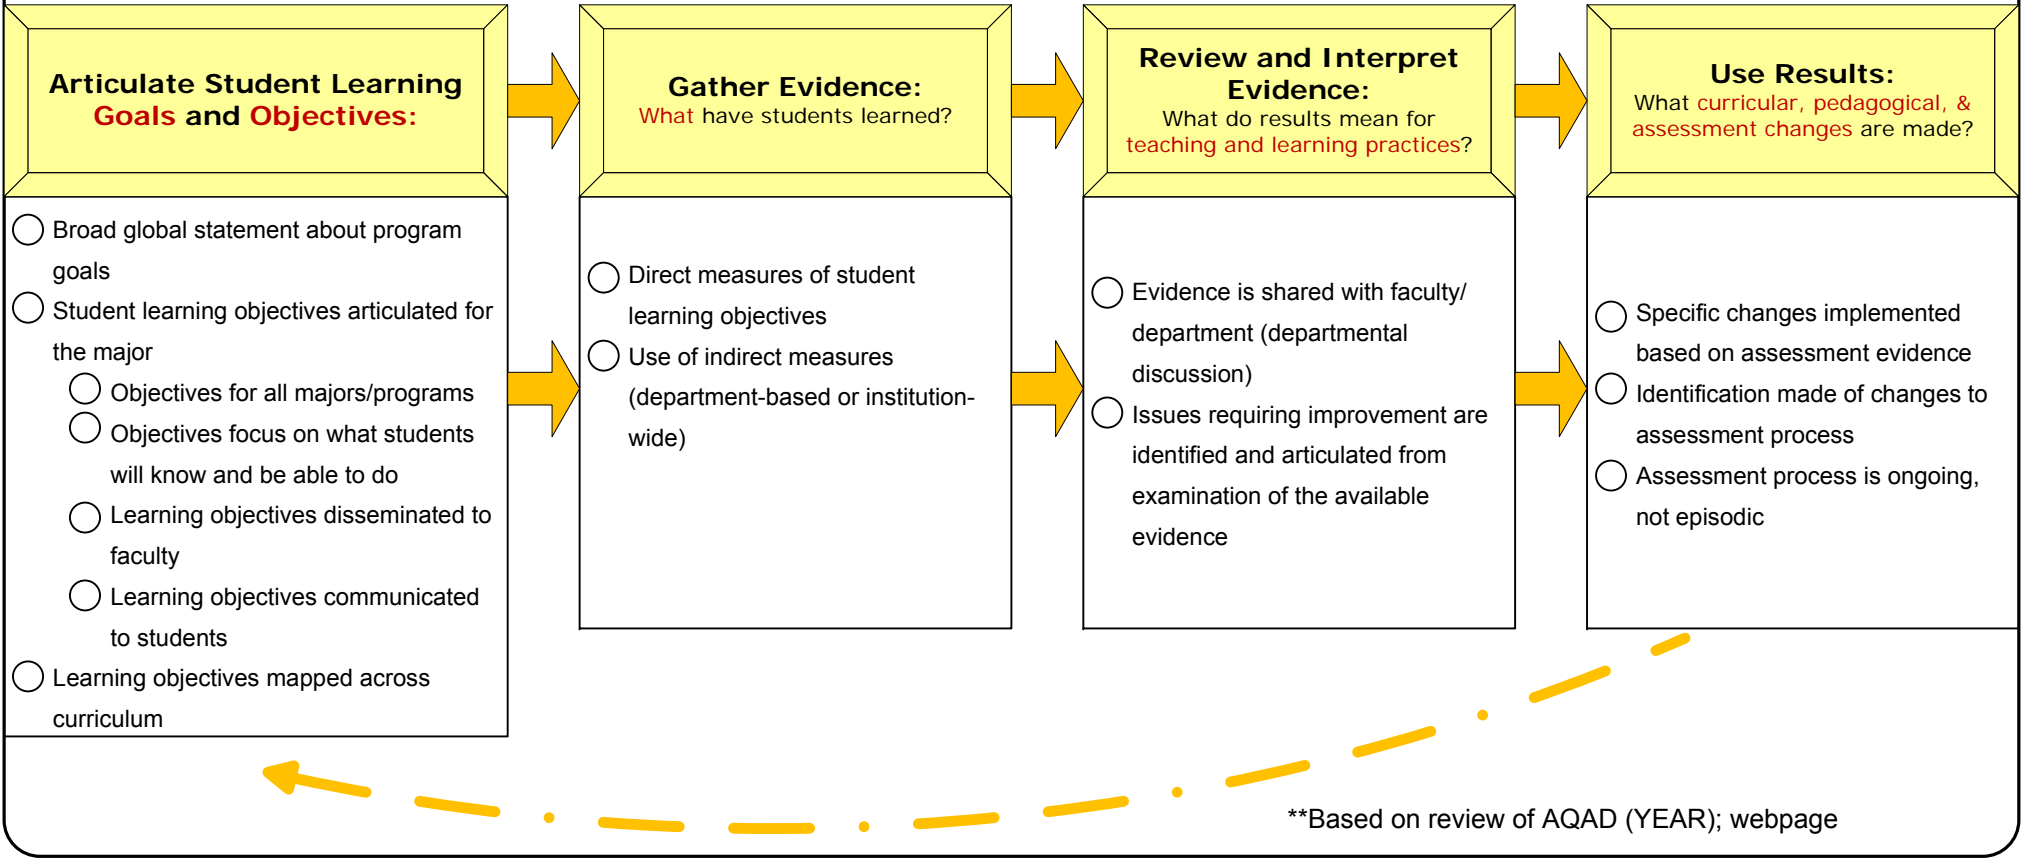 Articulate Student Learning
Goals and Objectives:
Broad global statement about program
goals
Student learning objectives articulated for
the major
Objectives for all majors/programs
Objectives focus on what students
will know and be able to do
Learning objectives disseminated to
faculty
Learning objectives communicated
to students
Learning objectives mapped across
curriculum
Gather Evidence:
What have students learned?
Direct measures of student
learning objectives
Use of indirect measures
(department-based or institution-
wide)
Review and Interpret
Evidence:
What do results mean for
teaching and learning practices?
Evidence is shared with faculty/
department (departmental
discussion)
Issues requiring improvement are
identified and articulated from
examination of the available
evidence
Use Results:
What curricular, pedagogical, &
assessment changes are made?
Specific changes implemented
based on assessment evidence
Identification made of changes to
assessment process
Assessment process is ongoing,
not episodic
**Based on review of AQAD (YEAR); webpage